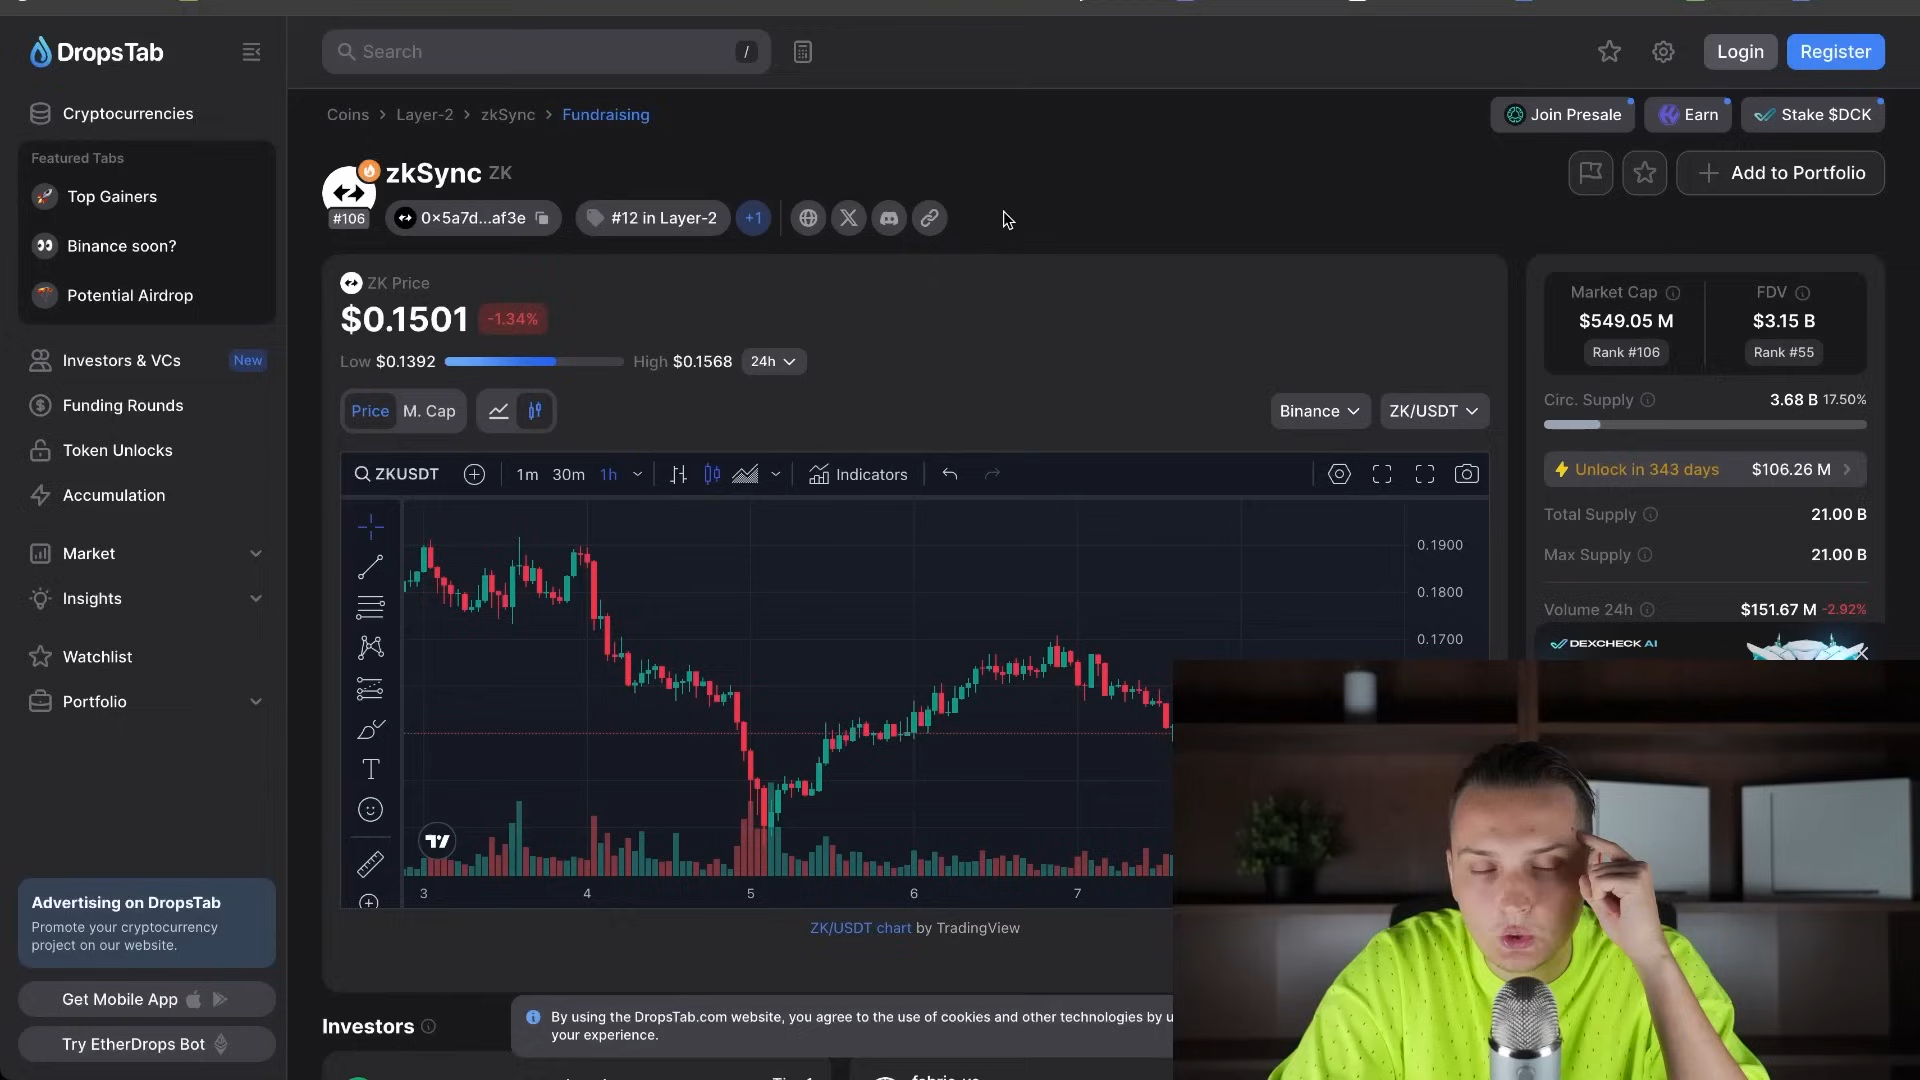 DropsTab
Search
/
Login
Register
Cryptocurrencies
Featured Tabs
Top Gainers
Binance soon?
Potential Airdrop
Investors & VCs
New
Funding Rounds
Token Unlocks
Accumulation
Market
Insights
Watchlist
Portfolio
Advertising on DropsTab
Promote your cryptocurrency
project on our website.
Get Mobile App
Try EtherDrops Bot
Coins > Layer-2 > zkSync > Fundraising
Join Presale
Earn
Stake $DCK
zkSync ZK
Add to Portfolio
#106
0x5a7d...af3e
#12 in Layer-2
+1
ZK Price
$0.1501 -1.34%
Low $0.1392
High $0.1568
24h
Price
M. Cap
Binance
ZK/USDT
ZKUSDT
1m
30m
1h
Indicators
0.1900
0.1800
0.1700
3
4
5
6
7
ZK/USDT chart by TradingView
Investors
By using the DropsTab.com website, you agree to the use of cookies and other technologies by
your experience.
Market Cap
$549.05 M
Rank #106
FDV
$3.15 B
Rank #55
Circ. Supply
3.68 B 17.50%
Unlock in 343 days
$106.26 M
Total Supply
21.00 B
Max Supply
21.00 B
Volume 24h
$151.67 M -2.92%
DEXCHECK AI